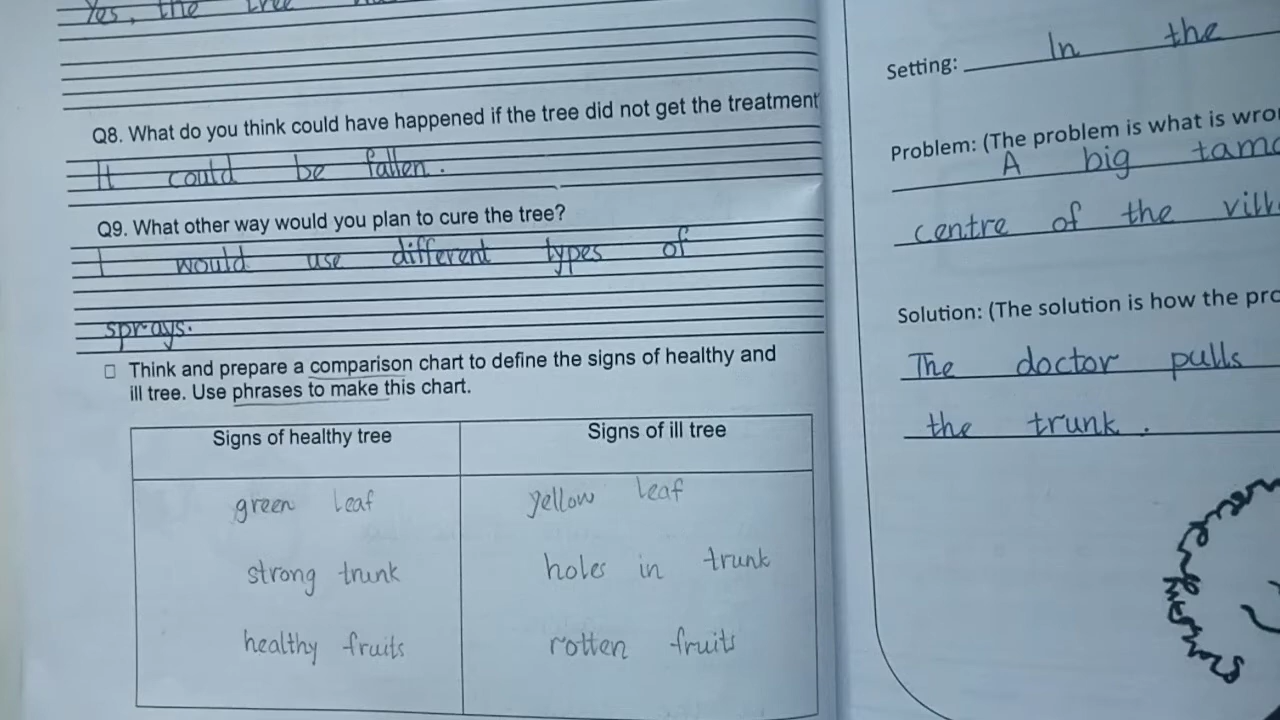 Yes, the tree
Q8. What do you think could have happened if the tree did not get the treatment
It could be fallen.
Q9. What other way would you plan to cure the tree?
I would use different types of
sprays.
Think and prepare a comparison chart to define the signs of healthy and
ill tree. Use phrases to make this chart.
Signs of healthy tree Signs of ill tree
green leaf yellow leaf
strong trunk holes in trunk
healthy fruits rotten fruits
Setting: In the
Problem: (The problem is what is
A big
centre of the
Solution: (The solution is how the
The doctor pulls
the trunk.